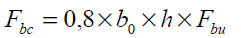 F_bc = 0,8 × b_0 × h × F_bu